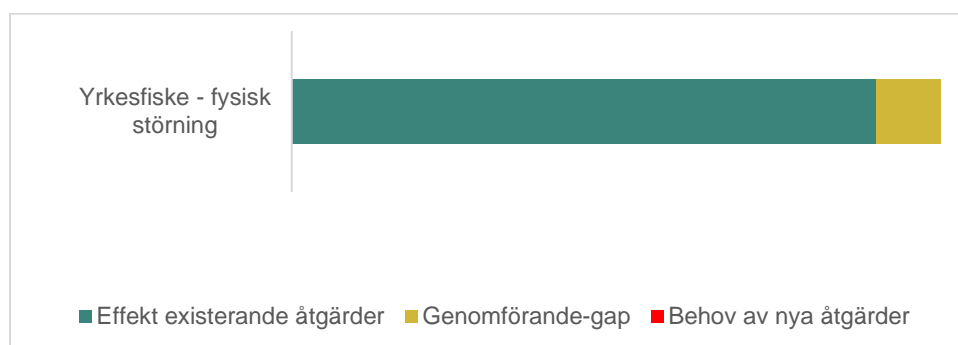 Yrkesfiske - fysisk
störning
Effekt existerande åtgärder Genomförande-gap Behov av nya åtgärder